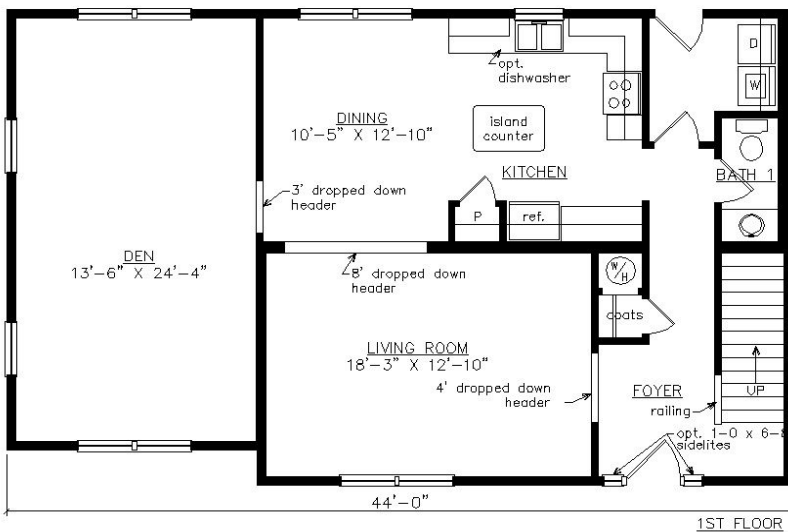 D
opt.
dishwasher
W
DINING
10'-5" X 12'-10"
island
counter
KITCHEN
BATH 1
3' dropped down
header
P
ref.
DEN
13'-6" X 24'-4"
8' dropped down
header
W/H
coats
LIVING ROOM
18'-3" X 12'-10"
4' dropped down
header
FOYER
UP
railing
opt. 1-0 x 6-8
sidelites
44'-0"
1ST FLOOR